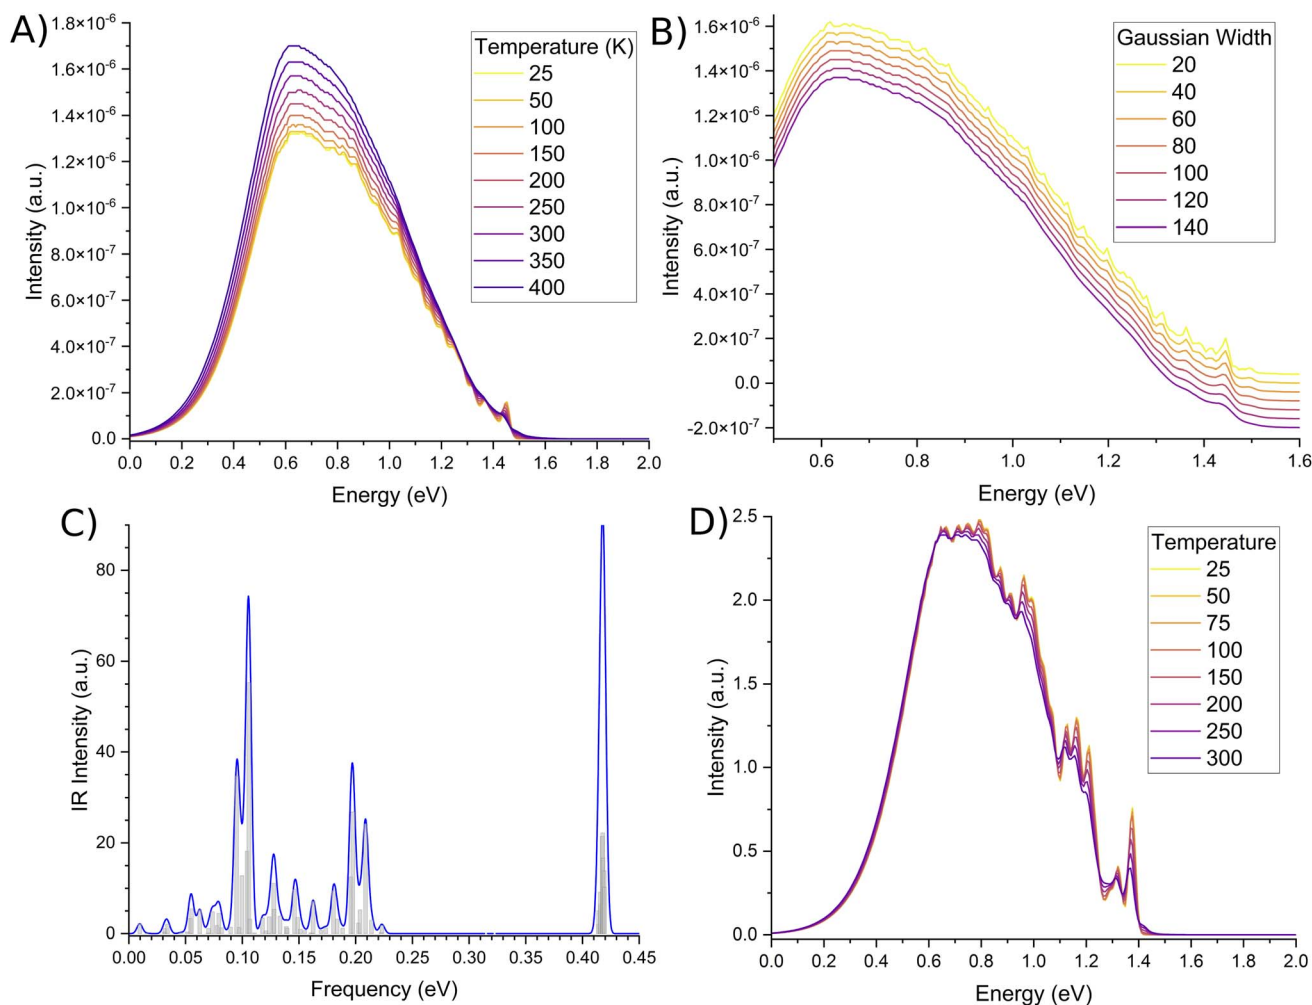 A)
Temperature (K)
25
50
100
150
200
250
300
350
400
1.8×10⁻⁶
1.6×10⁻⁶
1.4×10⁻⁶
1.2×10⁻⁶
1.0×10⁻⁶
8.0×10⁻⁷
6.0×10⁻⁷
4.0×10⁻⁷
2.0×10⁻⁷
0.0
Intensity (a.u.)
0.0 0.2 0.4 0.6 0.8 1.0 1.2 1.4 1.6 1.8 2.0
Energy (eV)
B)
Gaussian Width
20
40
60
80
100
120
140
1.6×10⁻⁶
1.4×10⁻⁶
1.2×10⁻⁶
1.0×10⁻⁶
8.0×10⁻⁷
6.0×10⁻⁷
4.0×10⁻⁷
2.0×10⁻⁷
0.0
-2.0×10⁻⁷
Intensity (a.u.)
0.6 0.8 1.0 1.2 1.4 1.6
Energy (eV)
C)
80
60
40
20
0
IR Intensity (a.u.)
0.00 0.05 0.10 0.15 0.20 0.25 0.30 0.35 0.40 0.45
Frequency (eV)
D)
Temperature
25
50
75
100
150
200
250
300
2.5
2.0
1.5
1.0
0.5
0.0
Intensity (a.u.)
0.0 0.2 0.4 0.6 0.8 1.0 1.2 1.4 1.6 1.8 2.0
Energy (eV)